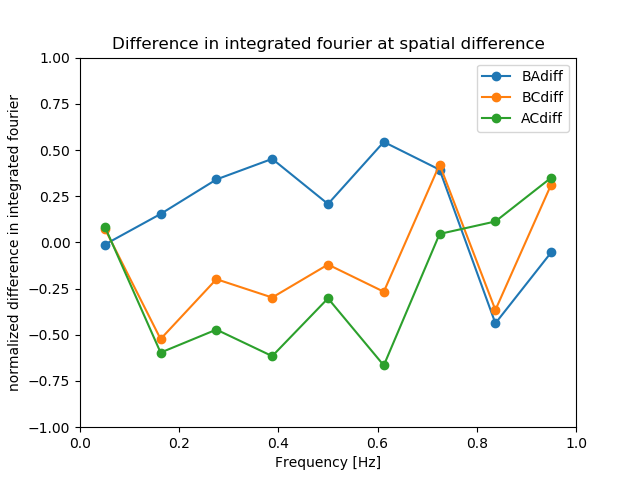 Difference in integrated fourier at spatial difference
BAdiff
BCdiff
ACdiff
normalized difference in integrated fourier
1.00
0.75
0.50
0.25
0.00
−0.25
−0.50
−0.75
−1.00
0.0 0.2 0.4 0.6 0.8 1.0
Frequency [Hz]